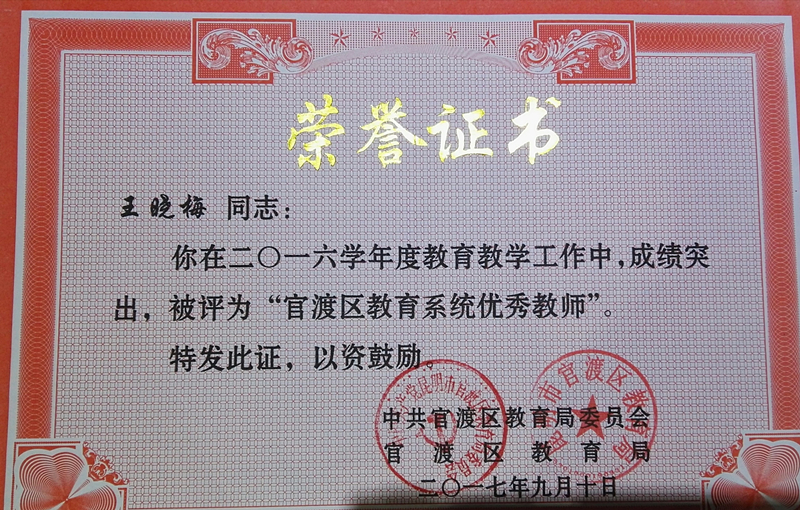 荣誉证书
王晓梅 同志：
你在二〇一六学年度教育教学工作中，成绩突
出，被评为“官渡区教育系统优秀教师”。
特发此证，以资鼓励。
中共官渡区教育局委员会
官渡区教育局
二〇一七年九月十日